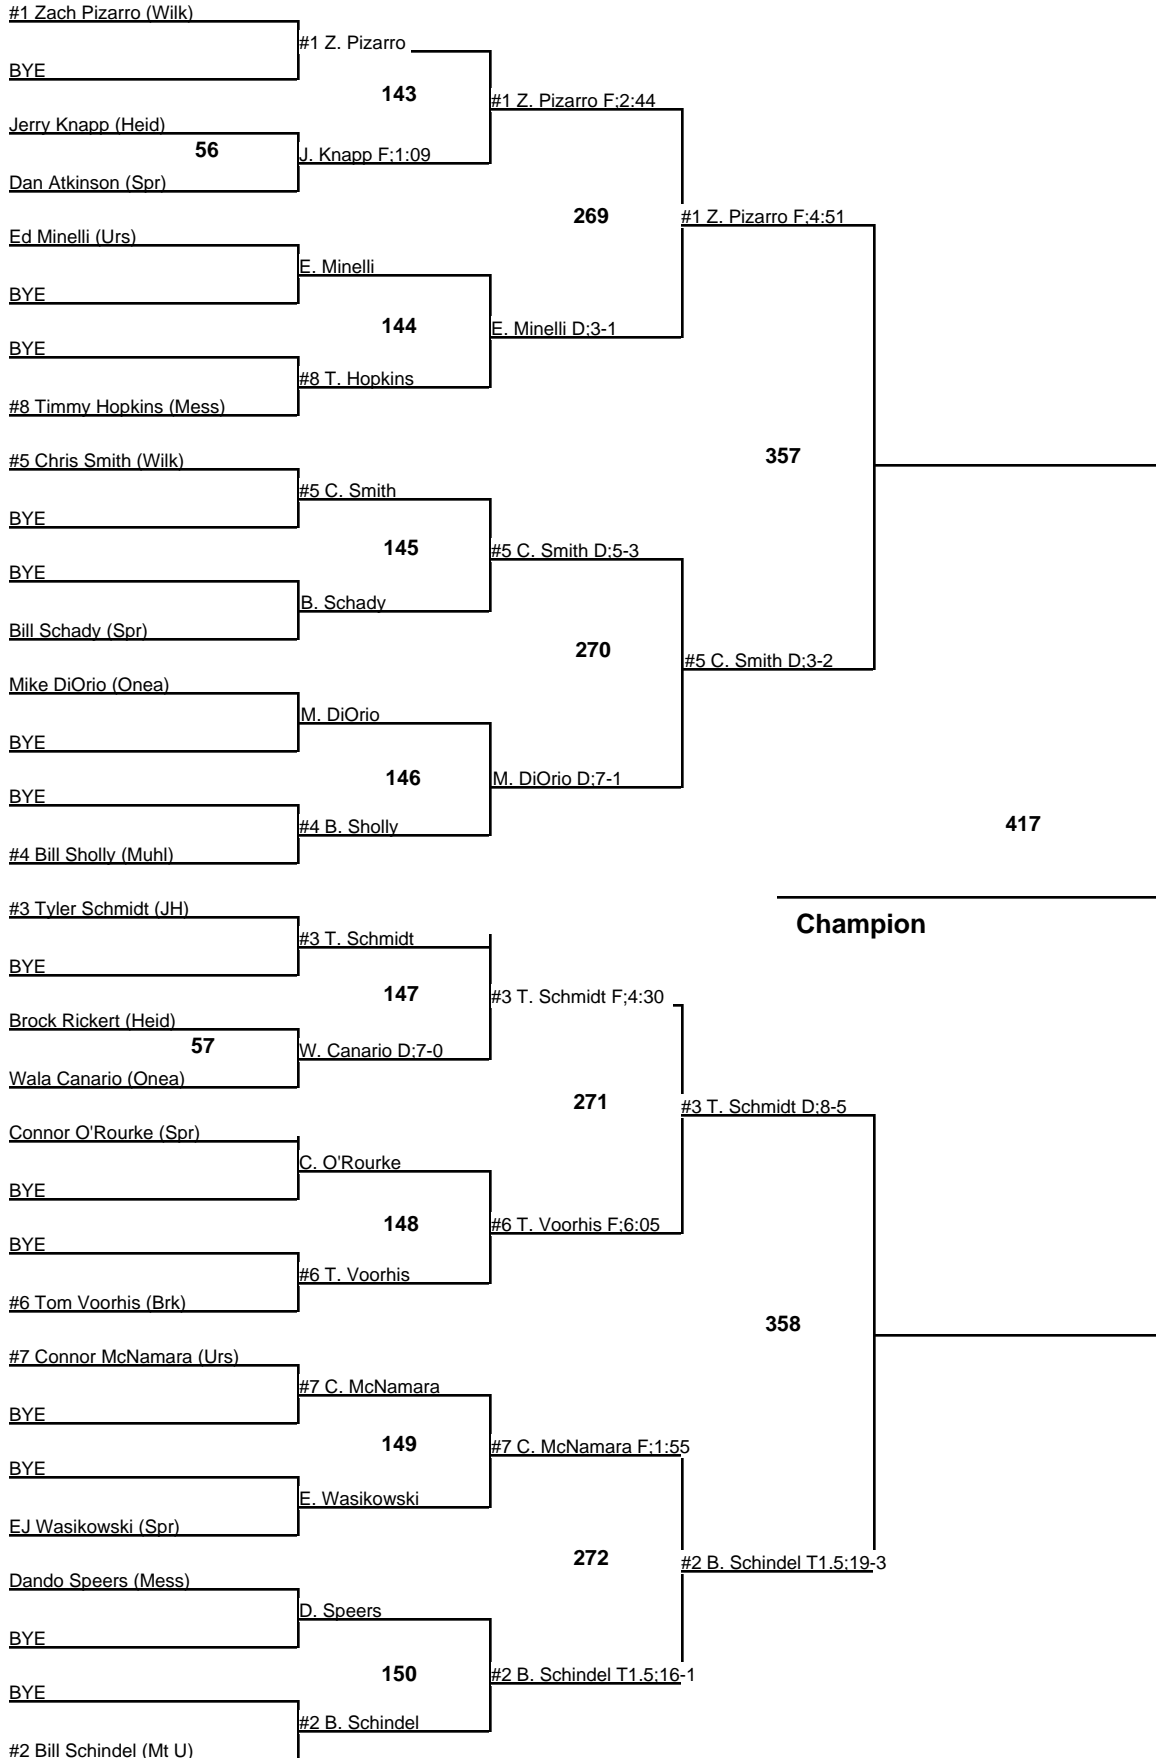 #1 Zach Pizarro (Wilk)
#1 Z. Pizarro
BYE
143
#1 Z. Pizarro F;2:44
Jerry Knapp (Heid)
56
J. Knapp F;1:09
Dan Atkinson (Spr)
269
#1 Z. Pizarro F;4:51
Ed Minelli (Urs)
E. Minelli
BYE
144
E. Minelli D;3-1
BYE
#8 T. Hopkins
#8 Timmy Hopkins (Mess)
357
#5 Chris Smith (Wilk)
#5 C. Smith
BYE
145
#5 C. Smith D;5-3
BYE
B. Schady
Bill Schady (Spr)
270
#5 C. Smith D;3-2
Mike DiOrio (Onea)
M. DiOrio
BYE
146
M. DiOrio D;7-1
BYE
#4 B. Sholly
417
#4 Bill Sholly (Muhl)
#3 Tyler Schmidt (JH)
Champion
#3 T. Schmidt
BYE
147
#3 T. Schmidt F;4:30
Brock Rickert (Heid)
57
W. Canario D;7-0
Wala Canario (Onea)
271
#3 T. Schmidt D;8-5
Connor O'Rourke (Spr)
C. O'Rourke
BYE
148
#6 T. Voorhis F;6:05
BYE
#6 T. Voorhis
#6 Tom Voorhis (Brk)
358
#7 Connor McNamara (Urs)
#7 C. McNamara
BYE
149
#7 C. McNamara F;1:55
BYE
E. Wasikowski
EJ Wasikowski (Spr)
272
#2 B. Schindel T1.5;19-3
Dando Speers (Mess)
D. Speers
BYE
150
#2 B. Schindel T1.5;16-1
BYE
#2 B. Schindel
#2 Bill Schindel (Mt U)